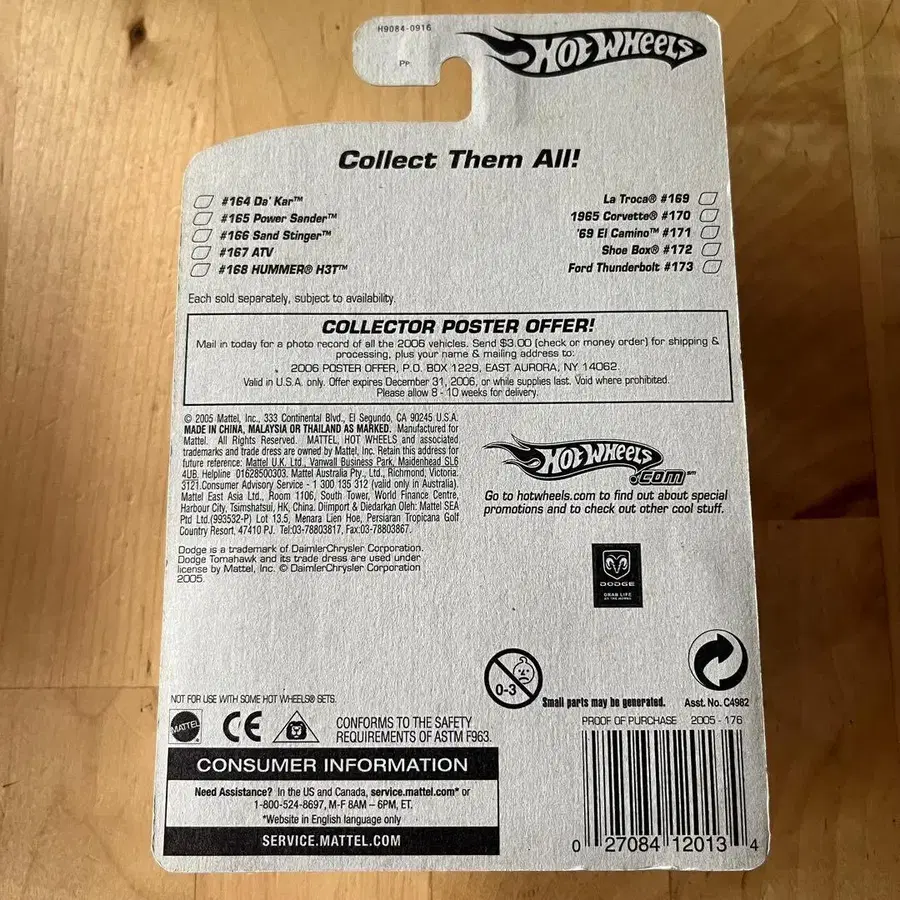 H9084-0916
HOT WHEELS
PP
Collect Them All!
#164 Da' Kar™
#165 Power Sander™
#166 Sand Stinger™
#167 ATV
#168 HUMMER® H3T™
La Troca® #169
1965 Corvette® #170
'69 El Camino™ #171
Shoe Box® #172
Ford Thunderbolt #173
Each sold separately, subject to availability.
COLLECTOR POSTER OFFER!
Mail in today for a photo record of all the 2006 vehicles. Send $3.00 (check or money order) for shipping &
processing, plus your name & mailing address to:
2006 POSTER OFFER, P.O. BOX 1229, EAST AURORA, NY 14052.
Valid in U.S.A. only. Offer expires December 31, 2006, or while supplies last. Void where prohibited.
Please allow 8 - 10 weeks for delivery.
© 2005 Mattel, Inc., 333 Continental Blvd., El Segundo, CA 90245 U.S.A.
MADE IN CHINA, MALAYSIA OR THAILAND AS MARKED. Manufactured for
Mattel. All Rights Reserved. MATTEL, HOT WHEELS and associated
trademarks and trade dress are owned by Mattel, Inc. Retain this address for
future reference: Mattel U.K. Ltd., Vanwall Business Park, Maidenhead SL6
4UB. Helpline 01628500303. Mattel Australia Pty., Ltd., Richmond, Victoria.
3121.Consumer Advisory Service - 1 300 135 312 (valid only in Australia).
Mattel East Asia Ltd., Room 1106, South Tower, World Finance Centre,
Harbour City, Tsimshatsui, HK, China. Diimport & Diedarkan Oleh: Mattel SEA
Ptd Ltd.(993532-P) Lot 13.5, Menara Lien Hoe, Persiaran Tropicana Golf
Country Resort, 47410 PJ. Tel:03-78803817, Fax:03-78803867.
Dodge is a trademark of DaimlerChrysler Corporation.
Dodge Tomahawk and its trade dress are used under
license by Mattel, Inc. © DaimlerChrysler Corporation
2005.
HOT WHEELS
.COM℠
Go to hotwheels.com to find out about special
promotions and to check out other cool stuff.
DODGE
GRAB LIFE
BY THE HORNS
0-3
Small parts may be generated.
Asst. No. C4982
NOT FOR USE WITH SOME HOT WHEELS® SETS.
MATTEL
CE
CONFORMS TO THE SAFETY
REQUIREMENTS OF ASTM F963.
PROOF OF PURCHASE 2005 - 176
CONSUMER INFORMATION
Need Assistance? In the US and Canada, service.mattel.com* or
1-800-524-8697, M-F 8AM – 6PM, ET.
*Website in English language only
SERVICE.MATTEL.COM
0 27084 12013 4